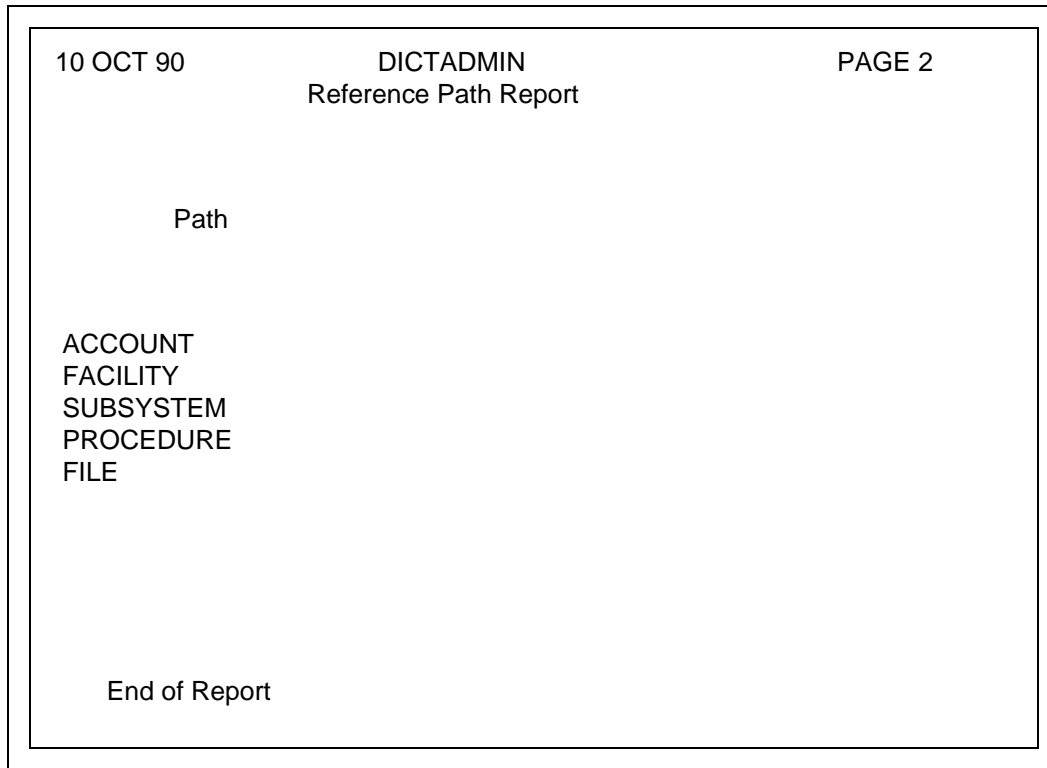 10 OCT 90 DICTADMIN PAGE 2
Reference Path Report
Path
ACCOUNT
FACILITY
SUBSYSTEM
PROCEDURE
FILE
End of Report